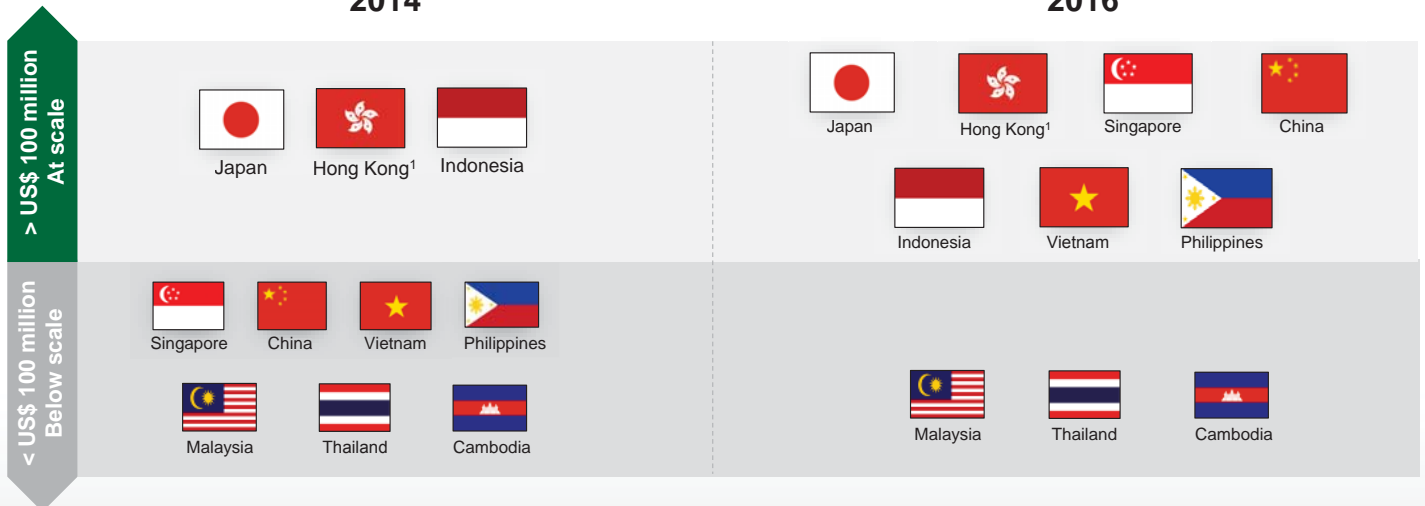 2014
2016
> US$ 100 million
At scale
Japan
Hong Kong¹
Indonesia
Japan
Hong Kong¹
Singapore
China
Indonesia
Vietnam
Philippines
< US$ 100 million
Below scale
Singapore
China
Vietnam
Philippines
Malaysia
Thailand
Cambodia
Malaysia
Thailand
Cambodia